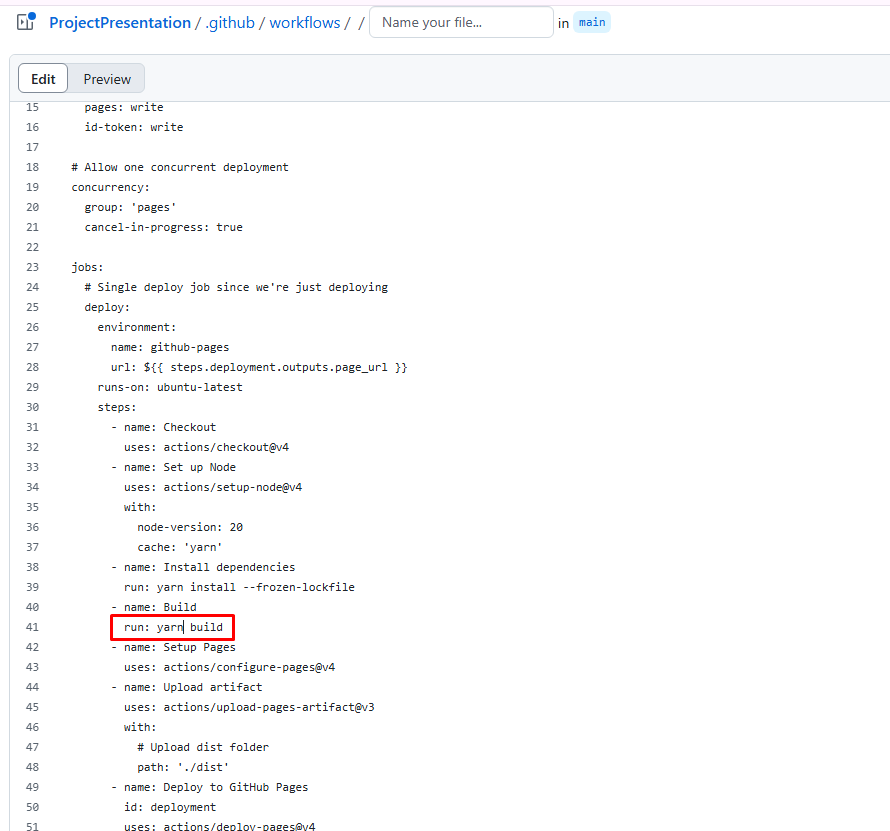 ProjectPresentation / .github / workflows / / Name your file... in main
Edit Preview
15 pages: write
16 id-token: write
17
18 # Allow one concurrent deployment
19 concurrency:
20 group: 'pages'
21 cancel-in-progress: true
22
23 jobs:
24 # Single deploy job since we're just deploying
25 deploy:
26 environment:
27 name: github-pages
28 url: ${{ steps.deployment.outputs.page_url }}
29 runs-on: ubuntu-latest
30 steps:
31 - name: Checkout
32 uses: actions/checkout@v4
33 - name: Set up Node
34 uses: actions/setup-node@v4
35 with:
36 node-version: 20
37 cache: 'yarn'
38 - name: Install dependencies
39 run: yarn install --frozen-lockfile
40 - name: Build
41 run: yarn build
42 - name: Setup Pages
43 uses: actions/configure-pages@v4
44 - name: Upload artifact
45 uses: actions/upload-pages-artifact@v3
46 with:
47 # Upload dist folder
48 path: './dist'
49 - name: Deploy to GitHub Pages
50 id: deployment
51 uses: actions/deploy-pages@v4